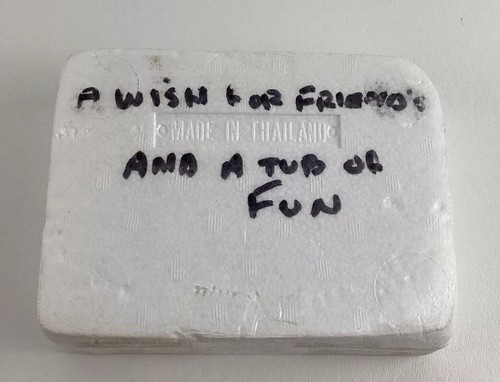 A WISH FOR FRIEND'S
MADE IN THAILAND
AND A TUB OF
FUN